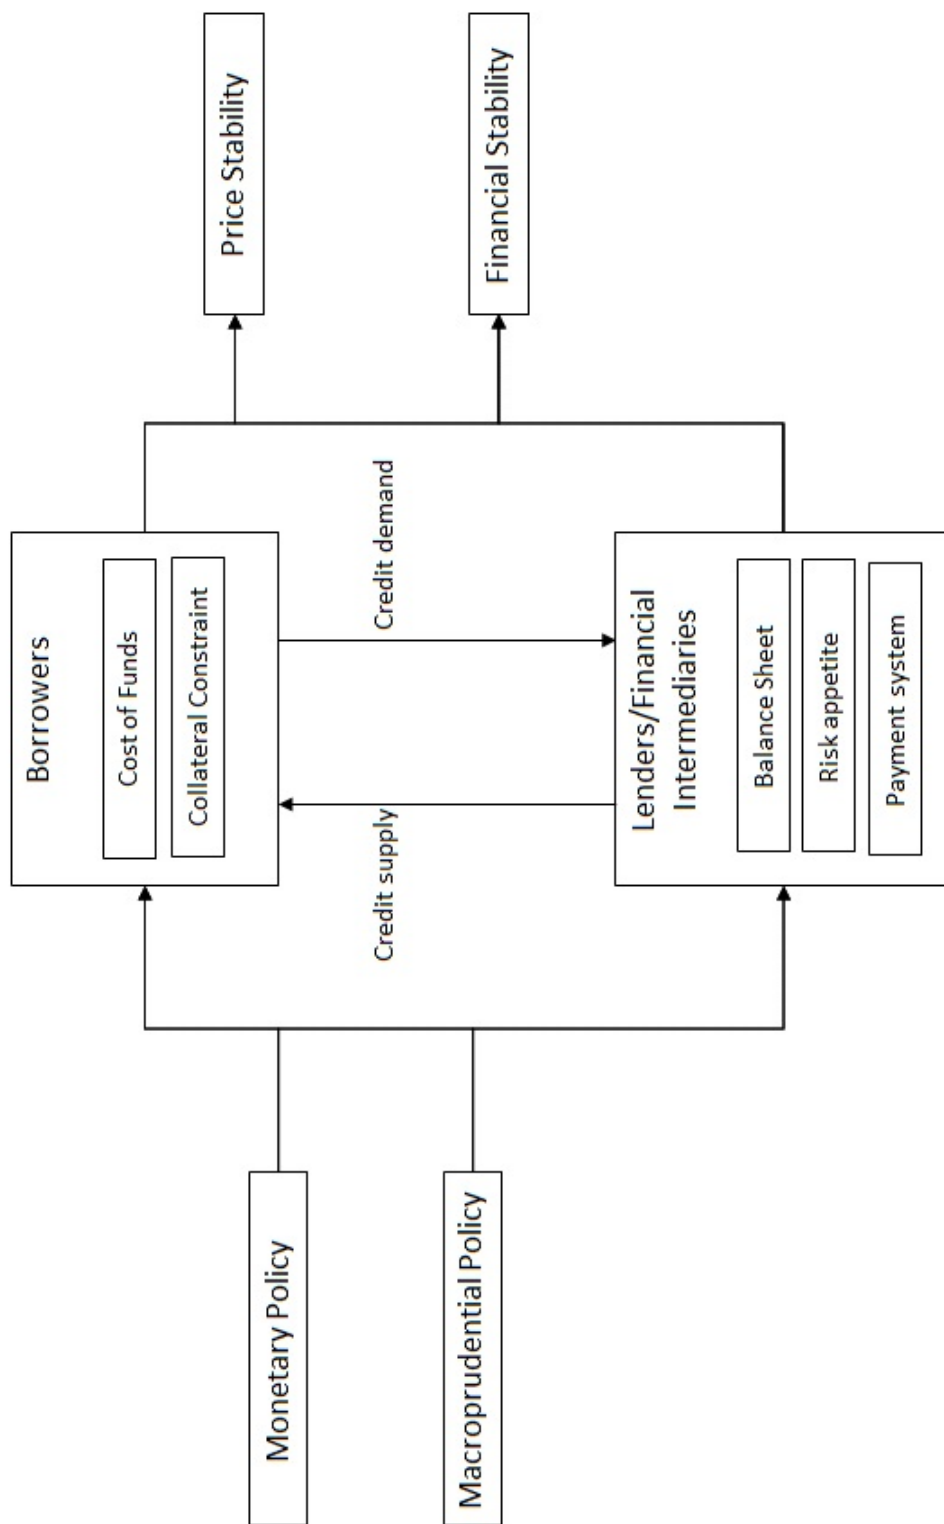 Monetary Policy
Macroprudential Policy
Borrowers
Cost of Funds
Collateral Constraint
Credit supply
Credit demand
Lenders/Financial
Intermediaries
Balance Sheet
Risk appetite
Payment system
Price Stability
Financial Stability